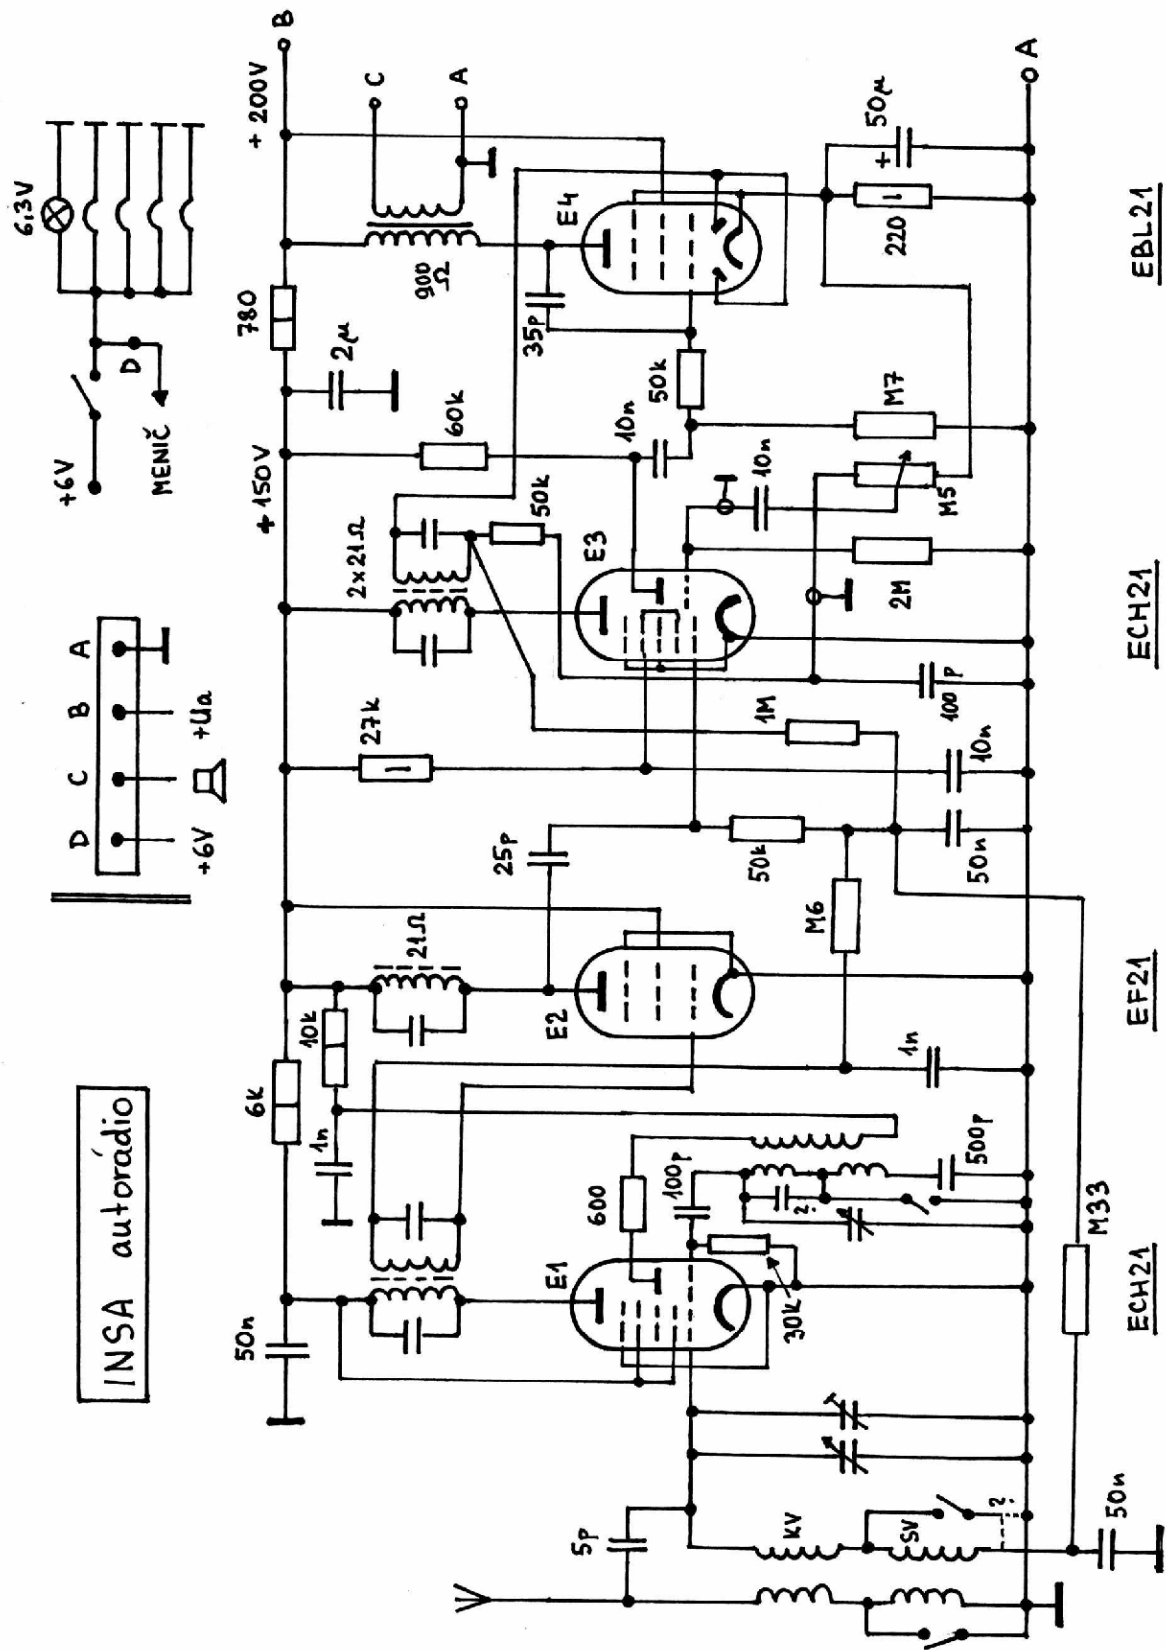 INSA autorádio
D C B A
+6V
+Ua
+6V
MENIČ
D
6,3V
50n
6k
+150V
780
+200V
B
1n
10k
21Ω
27k
2x21Ω
60k
2μ
900
Ω
C
A
5p
E1
600
100p
30k
E2
25p
E3
50k
10n
35p
E4
50k
KV
SV
?
?
500p
1n
M6
50k
1M
100p
2M
10n
M5
M7
220
+
50μ
50n
M33
50n
10n
A
ECH21
EF21
ECH21
EBL21